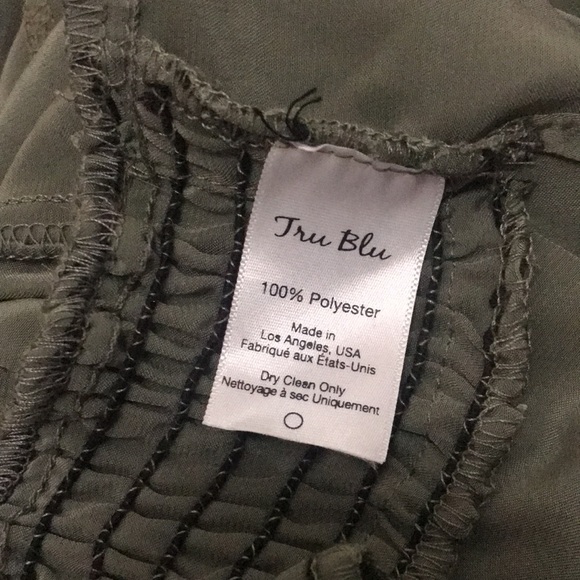 Tru Blu
100% Polyester
Made in
Los Angeles, USA
Fabriqué aux États-Unis
Dry Clean Only
Nettoyage à sec Uniquement